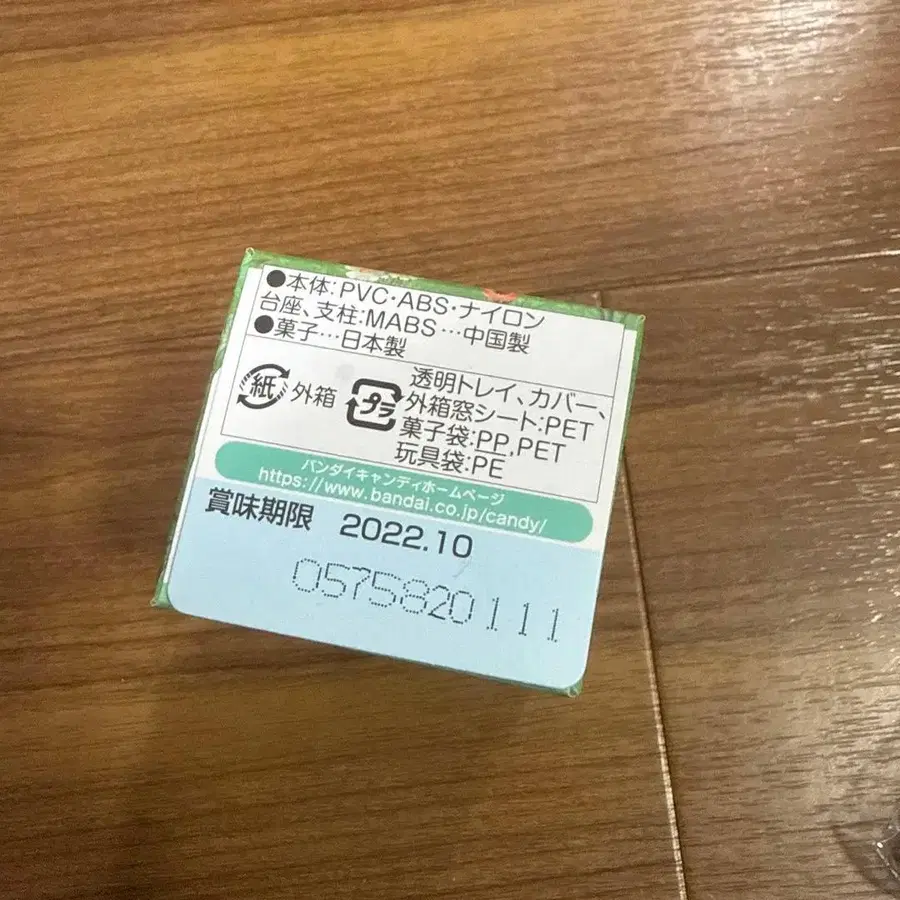 ●本体:PVC・ABS・ナイロン
台座、支柱:MABS…中国製
●菓子…日本製
紙 外箱
プラ
透明トレイ、カバー、
外箱窓シート:PET
菓子袋:PP,PET
玩具袋:PE
バンダイキャンディホームページ
https://www.bandai.co.jp/candy/
賞味期限 2022.10
0575820111